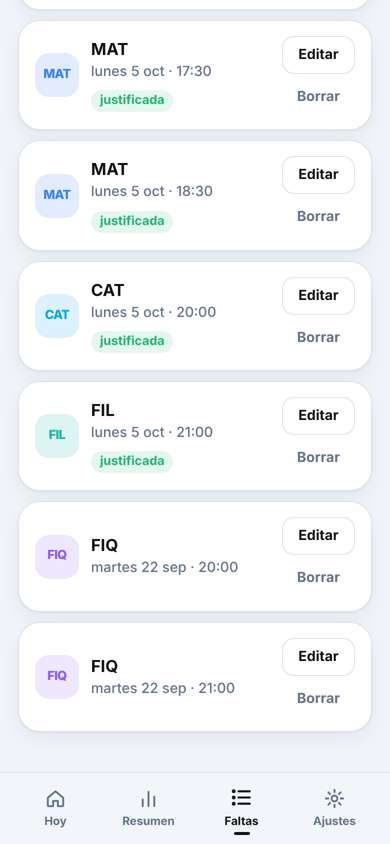 MAT
MAT
lunes 5 oct · 17:30
justificada
Editar
Borrar
MAT
MAT
lunes 5 oct · 18:30
justificada
Editar
Borrar
CAT
CAT
lunes 5 oct · 20:00
justificada
Editar
Borrar
FIL
FIL
lunes 5 oct · 21:00
justificada
Editar
Borrar
FIQ
FIQ
martes 22 sep · 20:00
Editar
Borrar
FIQ
FIQ
martes 22 sep · 21:00
Editar
Borrar
Hoy
Resumen
Faltas
Ajustes